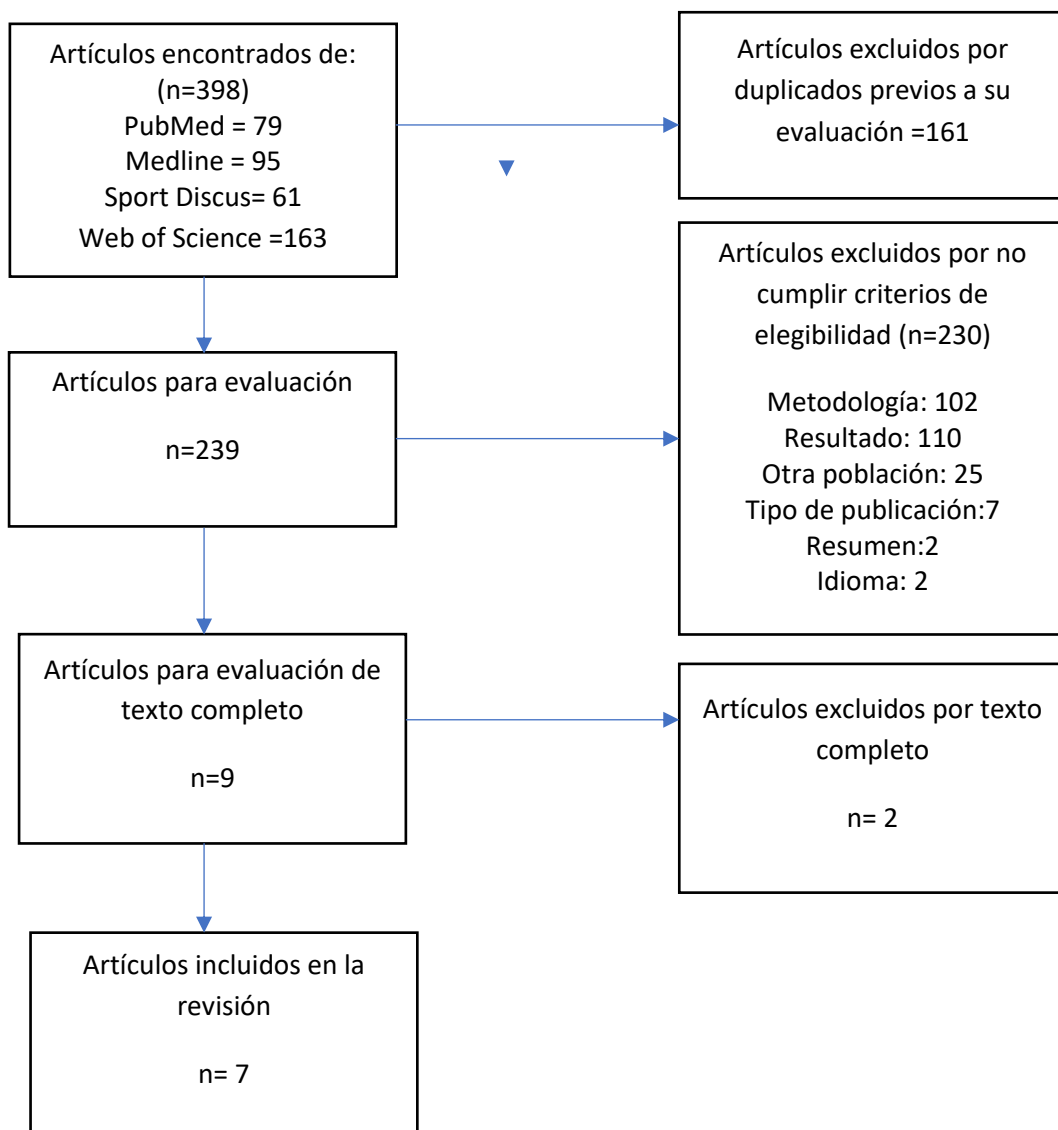 Artículos encontrados de:
(n=398)
PubMed = 79
Medline = 95
Sport Discus= 61
Web of Science =163
Artículos excluidos por
duplicados previos a su
evaluación =161
Artículos para evaluación
n=239
Artículos excluidos por no
cumplir criterios de
elegibilidad (n=230)
Metodología: 102
Resultado: 110
Otra población: 25
Tipo de publicación:7
Resumen:2
Idioma: 2
Artículos para evaluación de
texto completo
n=9
Artículos excluidos por texto
completo
n= 2
Artículos incluidos en la
revisión
n= 7